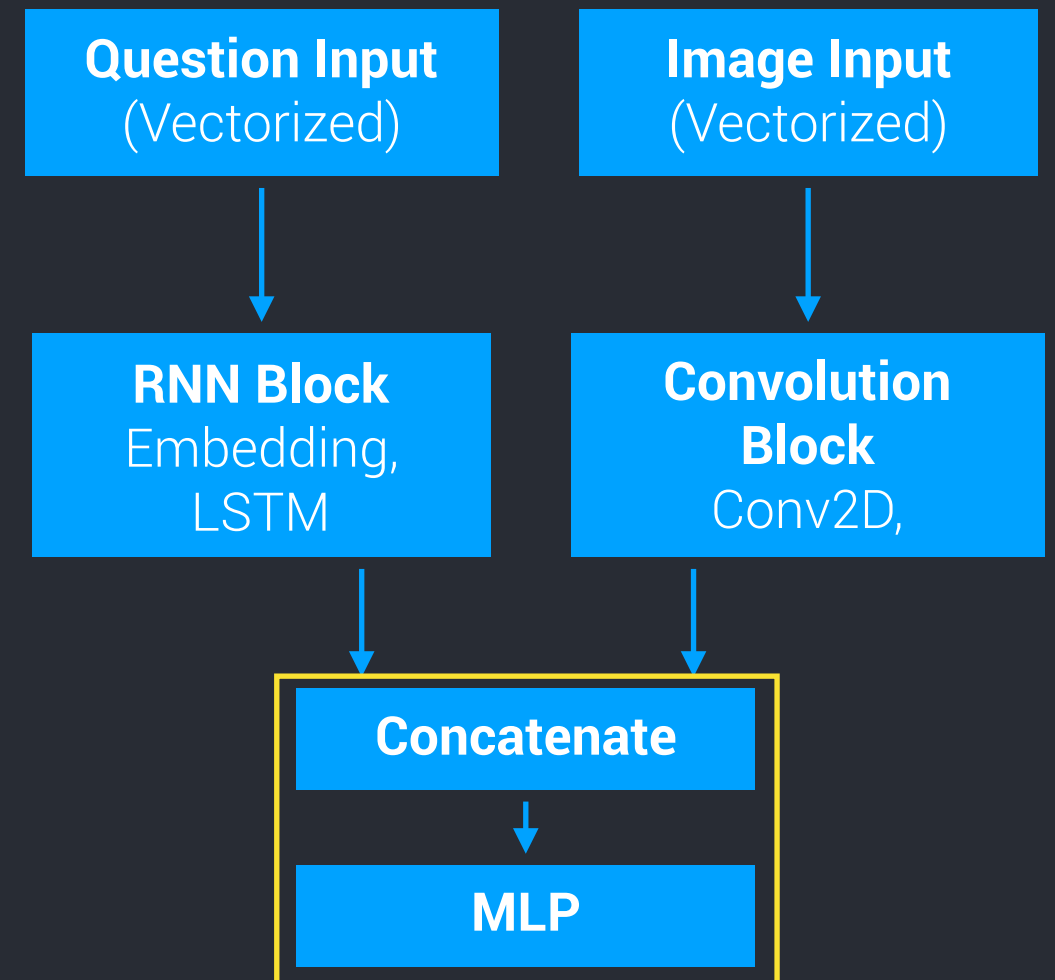 Question Input
(Vectorized)
Image Input
(Vectorized)
RNN Block
Embedding,
LSTM
Convolution
Block
Conv2D,
Concatenate
MLP